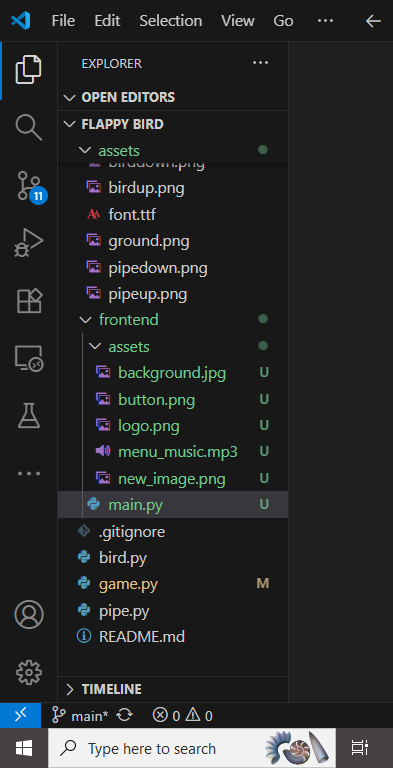 File Edit Selection View Go ...
EXPLORER ...
OPEN EDITORS
FLAPPY BIRD
assets
birddown.png
birdup.png
font.ttf
ground.png
pipedown.png
pipeup.png
frontend
assets
background.jpg U
button.png U
logo.png U
menu_music.mp3 U
new_image.png U
main.py U
.gitignore
bird.py
game.py M
pipe.py
README.md
11
TIMELINE
main* 0 0
Type here to search